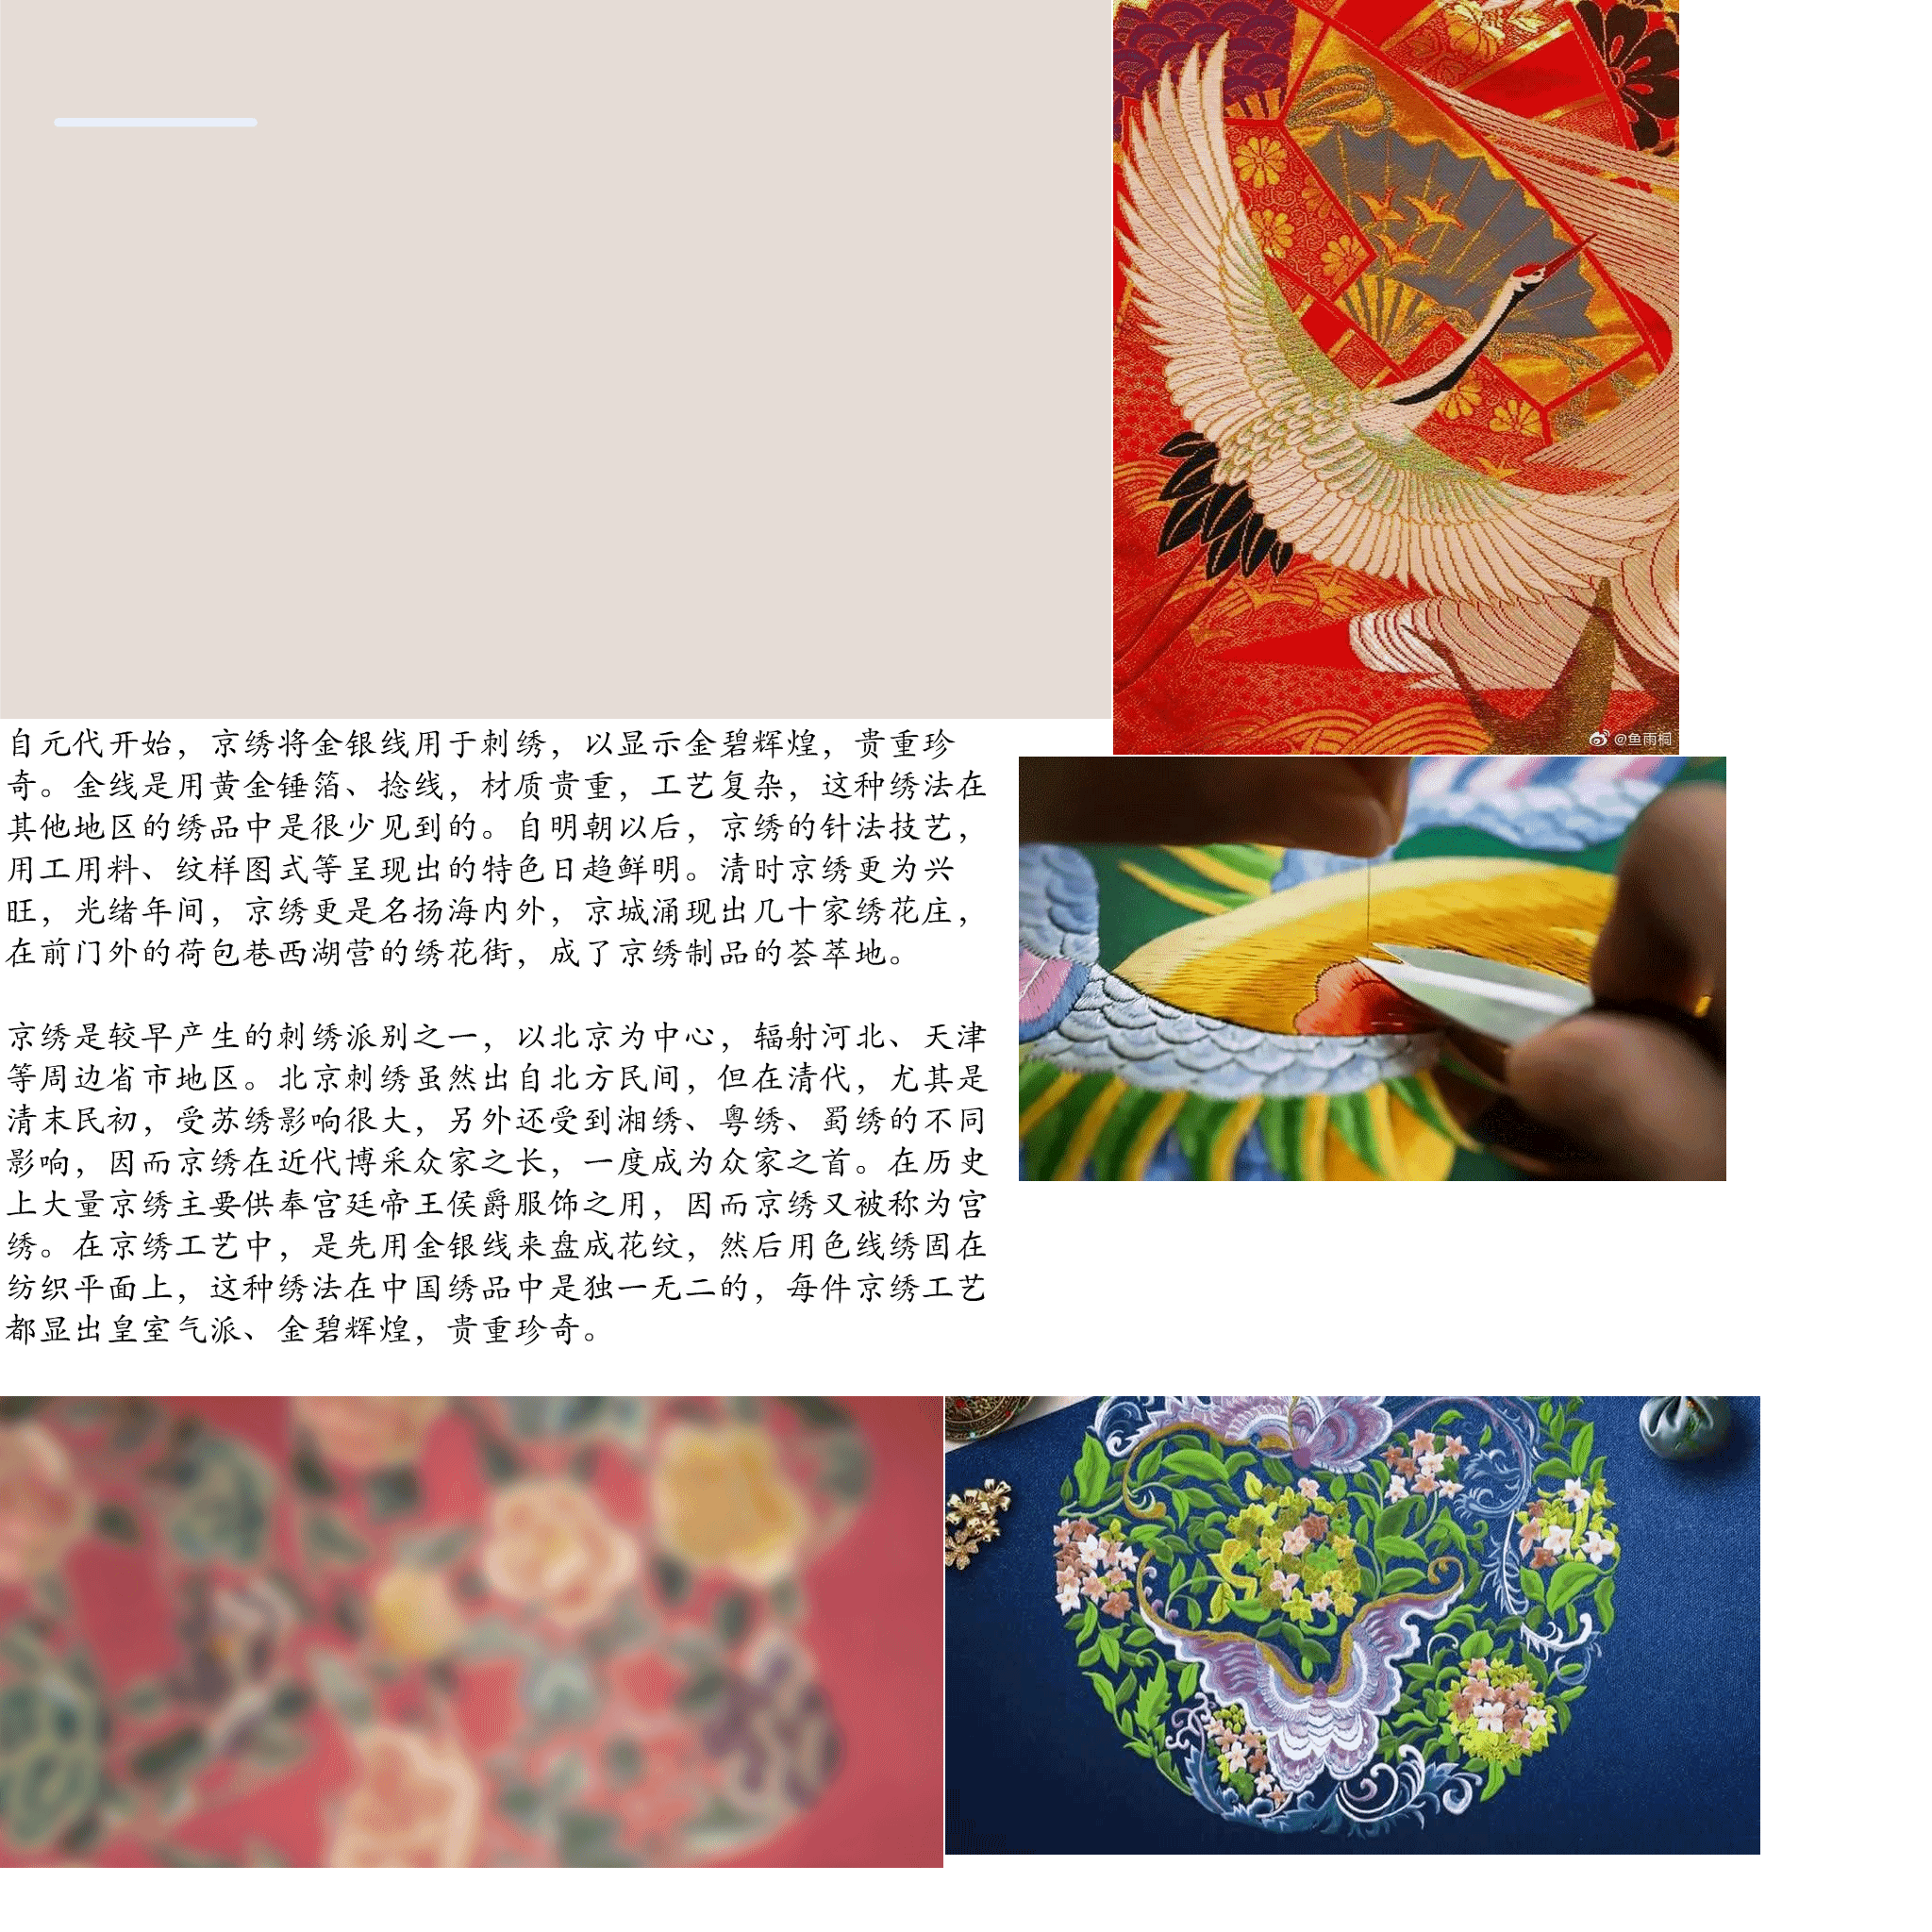 @鱼雨桐
自元代开始，京绣将金银线用于刺绣，以显示金碧辉煌，贵重珍
奇。金线是用黄金锤箔、捻线，材质贵重，工艺复杂，这种绣法在
其他地区的绣品中是很少见到的。自明朝以后，京绣的针法技艺，
用工用料、纹样图式等呈现出的特色日趋鲜明。清时京绣更为兴
旺，光绪年间，京绣更是名扬海内外，京城涌现出几十家绣花庄，
在前门外的荷包巷西湖营的绣花街，成了京绣制品的荟萃地。
京绣是较早产生的刺绣派别之一，以北京为中心，辐射河北、天津
等周边省市地区。北京刺绣虽然出自北方民间，但在清代，尤其是
清末民初，受苏绣影响很大，另外还受到湘绣、粤绣、蜀绣的不同
影响，因而京绣在近代博采众家之长，一度成为众家之首。在历史
上大量京绣主要供奉宫廷帝王侯爵服饰之用，因而京绣又被称为宫
绣。在京绣工艺中，是先用金银线来盘成花纹，然后用色线绣固在
纺织平面上，这种绣法在中国绣品中是独一无二的，每件京绣工艺
都显出皇室气派、金碧辉煌，贵重珍奇。